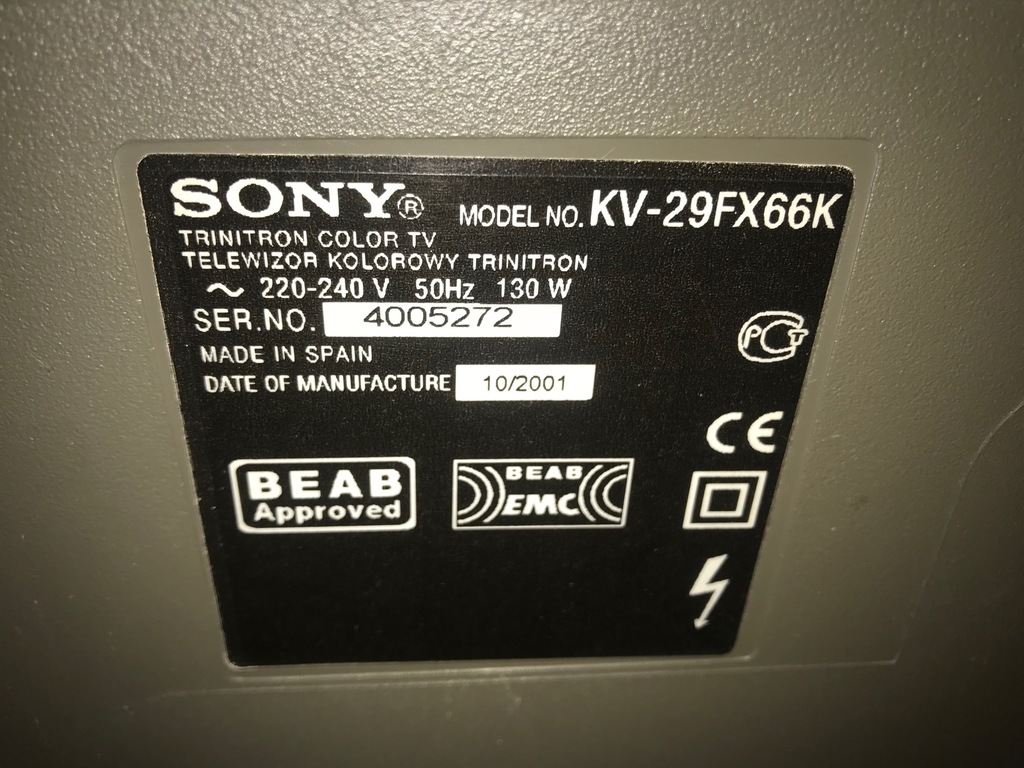 SONY® MODEL NO. KV-29FX66K
TRINITRON COLOR TV
TELEWIZOR KOLOROWY TRINITRON
~ 220-240 V 50Hz 130 W
SER.NO. 4005272
MADE IN SPAIN
DATE OF MANUFACTURE 10/2001
PCT
CE
BEAB
Approved
BEAB
EMC